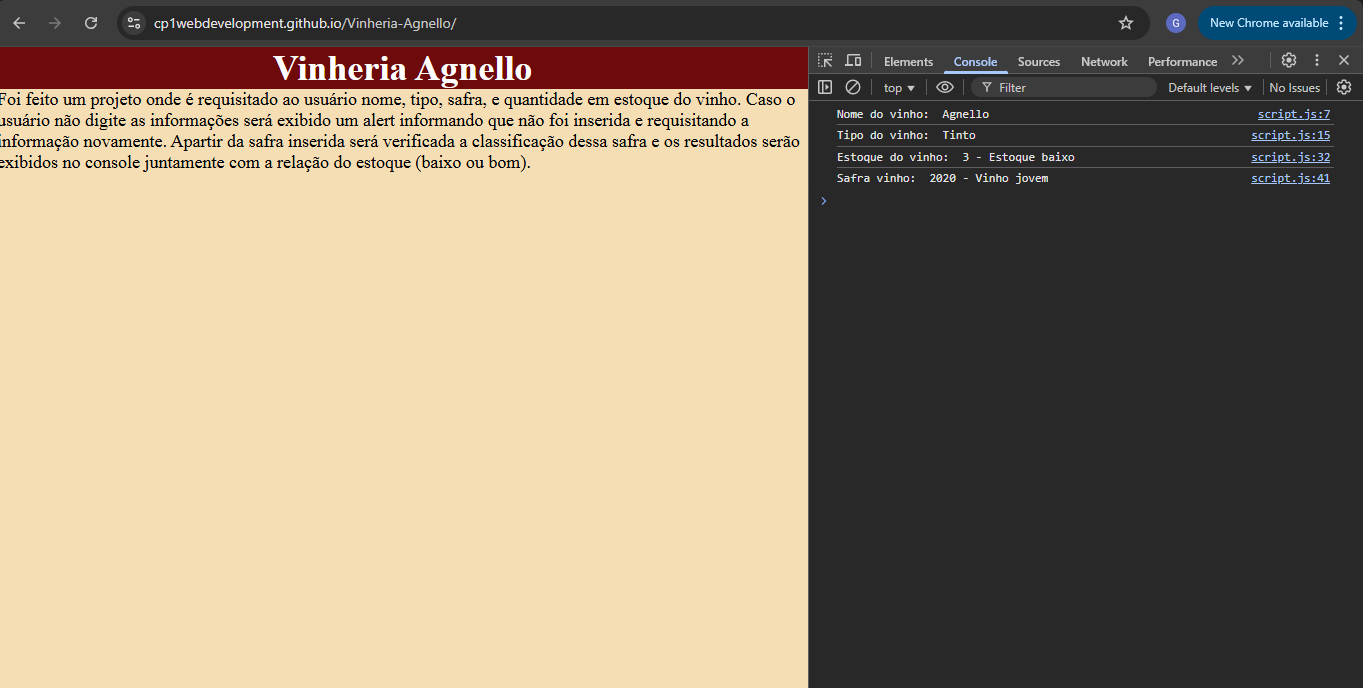 cp1webdevelopment.github.io/Vinheria-Agnello/
G
New Chrome available
Vinheria Agnello
Foi feito um projeto onde é requisitado ao usuário nome, tipo, safra, e quantidade em estoque do vinho. Caso o
usuário não digite as informações será exibido um alert informando que não foi inserida e requisitando a
informação novamente. Apartir da safra inserida será verificada a classificação dessa safra e os resultados serão
exibidos no console juntamente com a relação do estoque (baixo ou bom).
Elements Console Sources Network Performance
top Filter Default levels No Issues
Nome do vinho: Agnello script.js:7
Tipo do vinho: Tinto script.js:15
Estoque do vinho: 3 - Estoque baixo script.js:32
Safra vinho: 2020 - Vinho jovem script.js:41